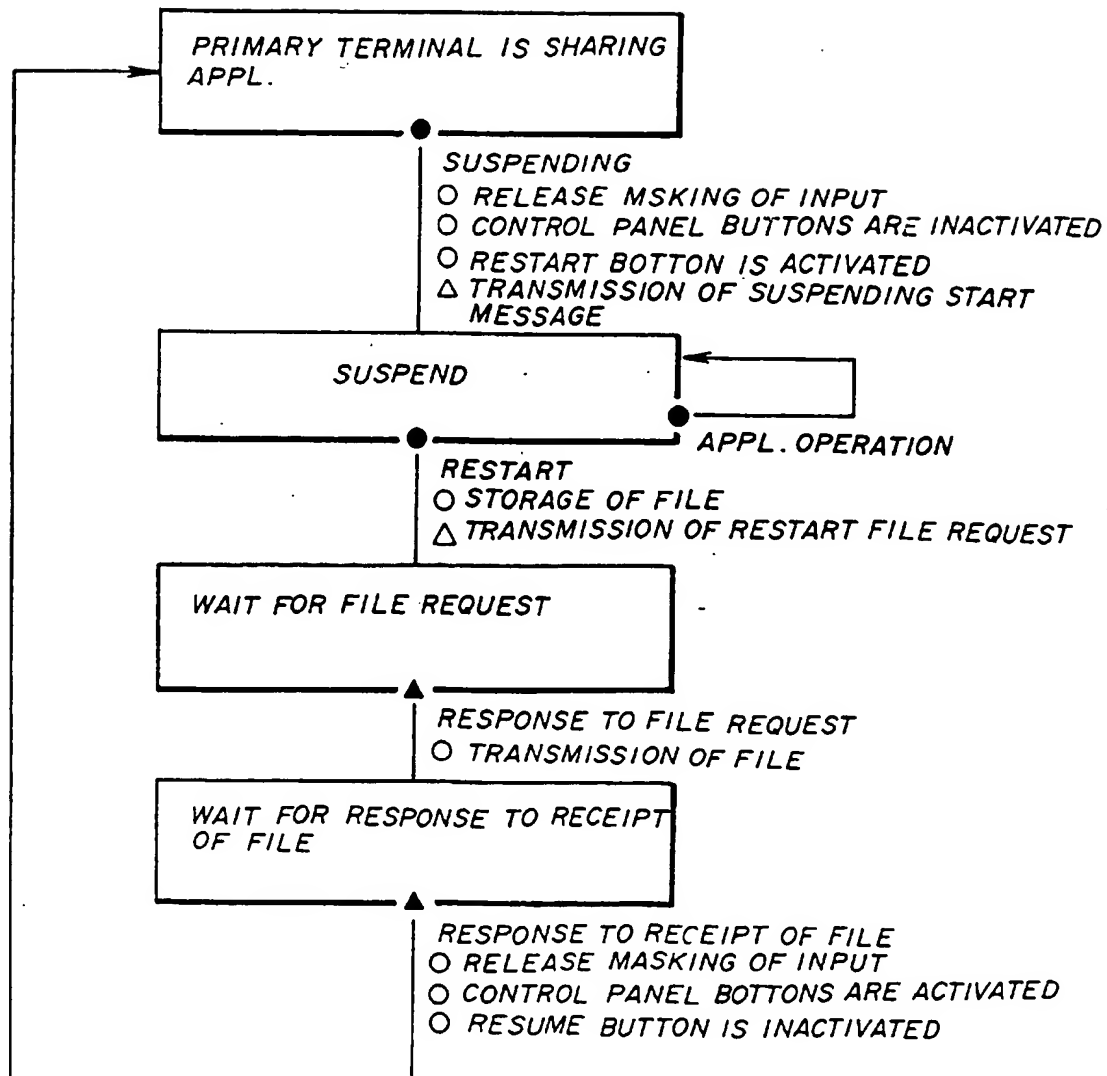 PRIMARY TERMINAL IS SHARING
APPL.
SUSPENDING
○ RELEASE MSKING OF INPUT
○ CONTROL PANEL BUTTONS ARE INACTIVATED
○ RESTART BOTTON IS ACTIVATED
△ TRANSMISSION OF SUSPENDING START
MESSAGE
SUSPEND
APPL. OPERATION
RESTART
○ STORAGE OF FILE
△ TRANSMISSION OF RESTART FILE REQUEST
WAIT FOR FILE REQUEST
RESPONSE TO FILE REQUEST
○ TRANSMISSION OF FILE
WAIT FOR RESPONSE TO RECEIPT
OF FILE
RESPONSE TO RECEIPT OF FILE
○ RELEASE MASKING OF INPUT
○ CONTROL PANEL BOTTONS ARE ACTIVATED
○ RESUME BUTTON IS INACTIVATED